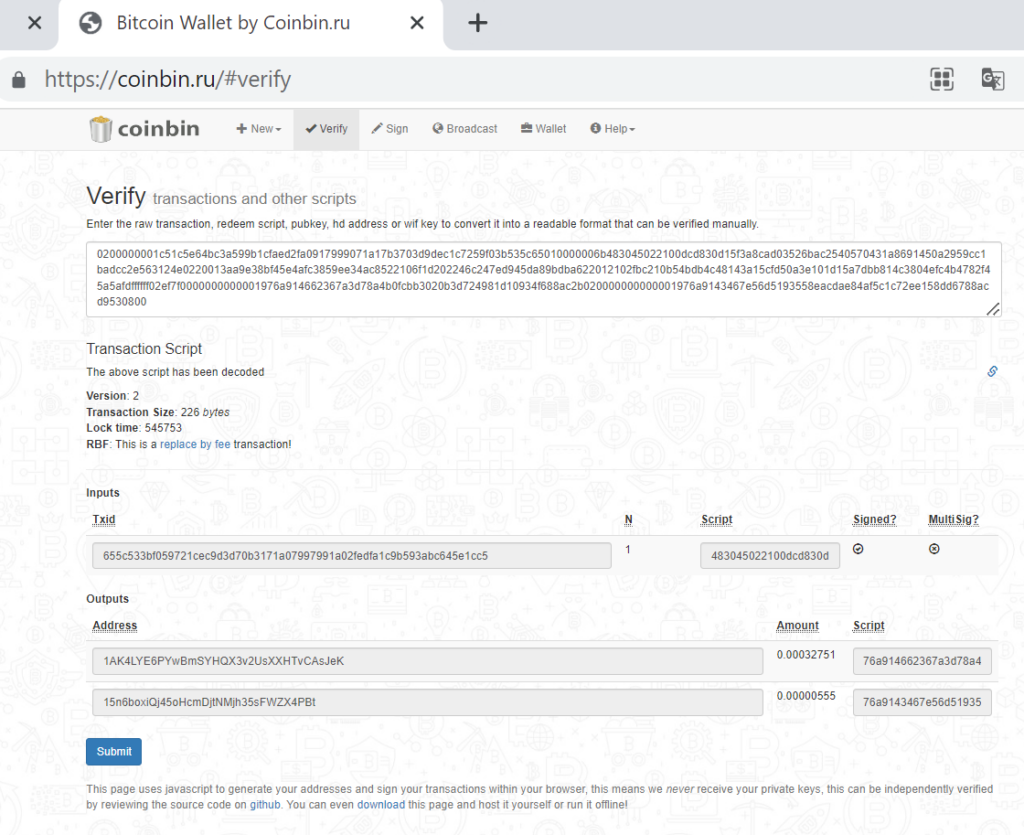 Bitcoin Wallet by Coinbin.ru
https://coinbin.ru/#verify
coinbin New Verify Sign Broadcast Wallet Help
Verify transactions and other scripts
Enter the raw transaction, redeem script, pubkey, hd address or wif key to convert it into a readable format that can be verified manually.
0200000001c51c5e64bc3a599b1cfaed2fa0917999071a17b3703d9dec1c7259f03b535c65010000006b483045022100dcd830d15f3a8cad03526bac2540570431a8691450a2959cc1
badcc2e563124e0220013aa9e38bf45e4afc3859ee34ac8522106f1d202246c247ed945da89bdba622012102fbc210b54bdb4c48143a15cfd50a3e101d15a7dbb814c3804efc4b4782f4
5a5afdffffff02ef7f0000000000001976a914662367a3d78a4b0fcbb3020b3d724981d10934f688ac2b020000000000001976a9143467e56d5193558eacdae84af5c1c72ee158dd6788ac
d9530800
Transaction Script
The above script has been decoded
Version: 2
Transaction Size: 226 bytes
Lock time: 545753
RBF: This is a replace by fee transaction!
Inputs
Txid N Script Signed? MultiSig?
655c533bf059721cec9d3d70b3171a07997991a02fedfa1c9b593abc645e1cc5 1 483045022100dcd830d
Outputs
Address Amount Script
1AK4LYE6PYwBmSYHQX3v2UsXXHTvCAsJeK 0.00032751 76a914662367a3d78a4
15n6boxiQj45oHcmDjtNMjh35sFWZX4PBt 0.00000555 76a9143467e56d51935
Submit
This page uses javascript to generate your addresses and sign your transactions within your browser, this means we never receive your private keys, this can be independently verified
by reviewing the source code on github. You can even download this page and host it yourself or run it offline!